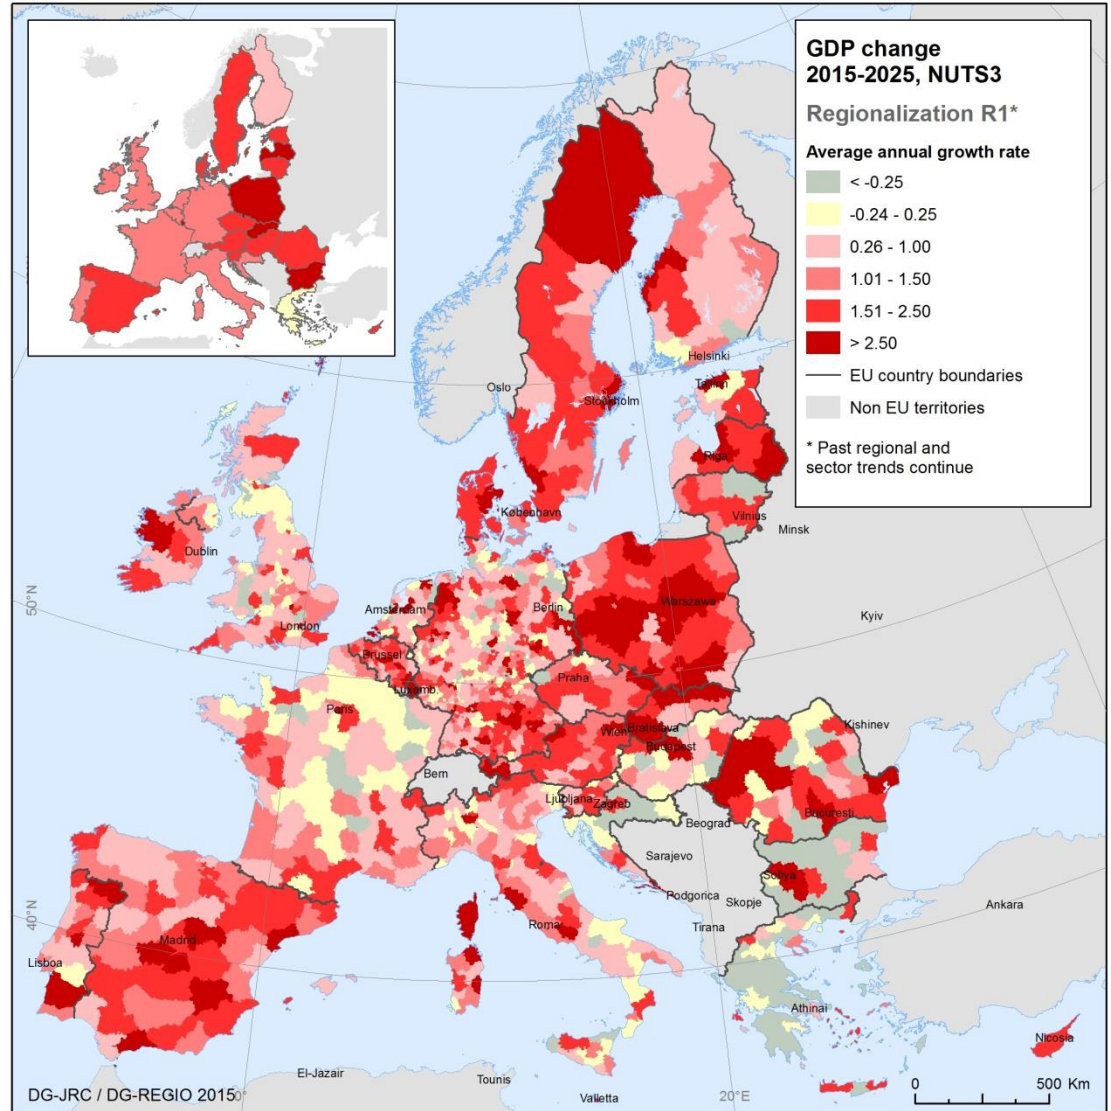 GDP change
2015-2025, NUTS3
Regionalization R1*
Average annual growth rate
< -0.25
-0.24 - 0.25
0.26 - 1.00
1.01 - 1.50
1.51 - 2.50
> 2.50
EU country boundaries
Non EU territories
* Past regional and
sector trends continue
Helsinki
Oslo
Tallinn
Stockholm
Riga
København
Vilnius
Minsk
Dublin
50°N
Amsterdam
Berlin
Warszawa
Kyiv
London
Brussel
Luxemb.
Praha
Paris
Kishinev
Wien
Bratislava
Budapest
Bern
Ljubljana
Zagreb
Bucuresti
Beograd
Sarajevo
Sofiya
Podgorica
Skopje
Ankara
40°N
Roma
Tirana
Madrid
Lisboa
Athinai
Nicosia
El-Jazair
Tounis
Valletta
DG-JRC / DG-REGIO 2015
0°
20°E
0
500 Km